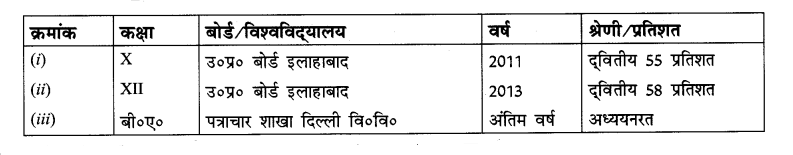 क्रमांक कक्षा बोर्ड/विश्वविद्यालय वर्ष श्रेणी/प्रतिशत
(i) X उ०प्र० बोर्ड इलाहाबाद 2011 द्वितीय 55 प्रतिशत
(ii) XII उ०प्र० बोर्ड इलाहाबाद 2013 द्वितीय 58 प्रतिशत
(iii) बी०ए० पत्राचार शाखा दिल्ली वि०वि० अंतिम वर्ष अध्ययनरत